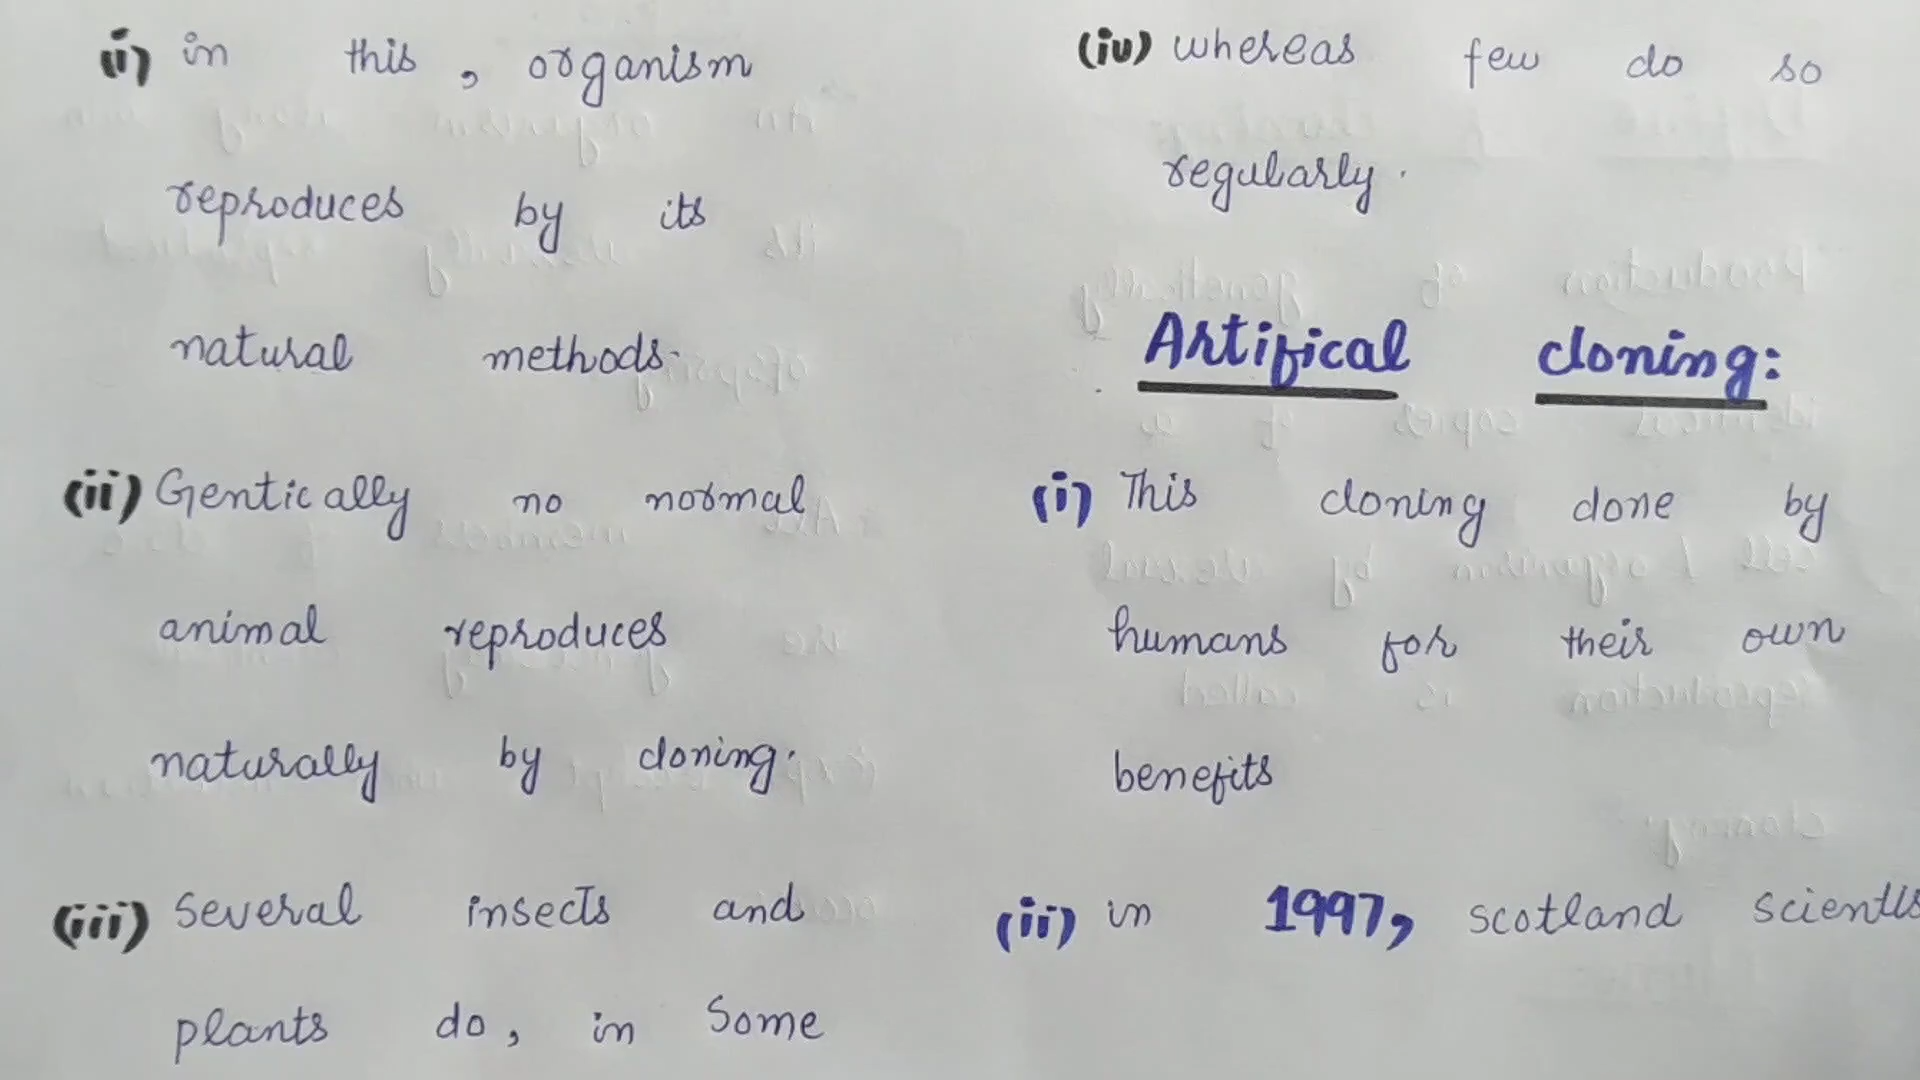 (i) in this, organism
reproduces by its
natural methods.
(ii) Gentically no normal
animal reproduces
naturally by cloning.
(iii) Several insects and
plants do, in Some
(iv) whereas few do so
regularly.
Artifical cloning:
(i) This cloning done by
humans for their own
benefits
(ii) in 1997, scotland scientis